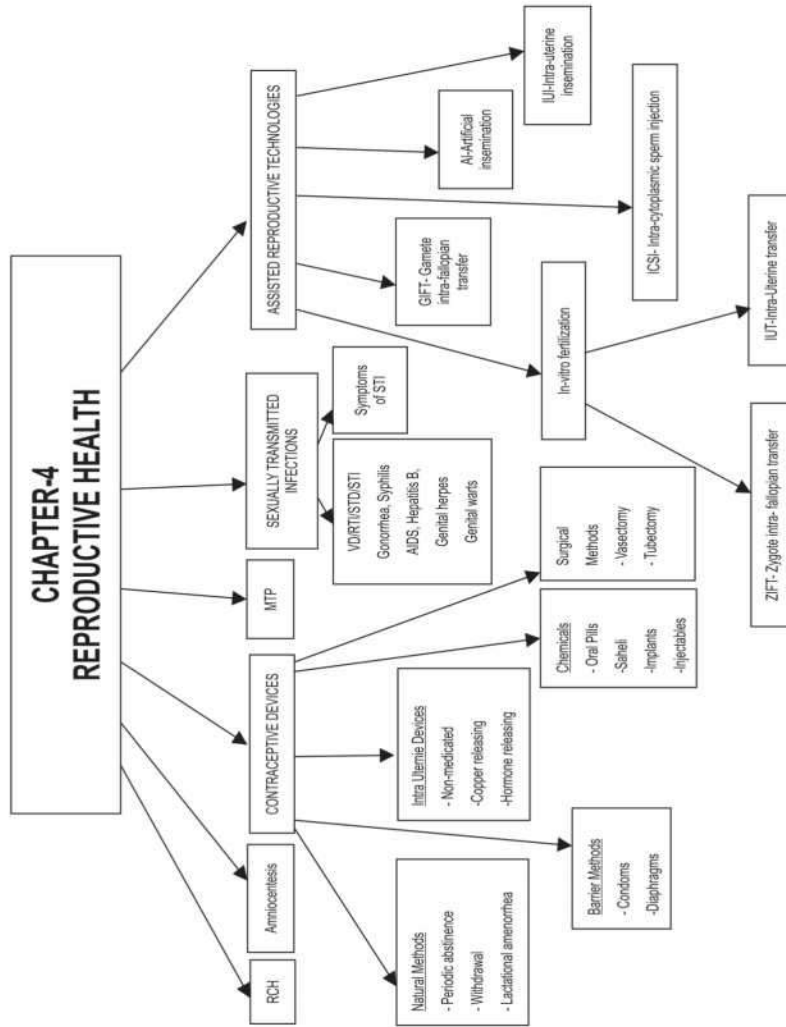 CHAPTER-4
REPRODUCTIVE HEALTH
RCH
Amniocentesis
CONTRACEPTIVE DEVICES
MTP
SEXUALLY TRANSMITTED
INFECTIONS
ASSISTED REPRODUCTIVE TECHNOLOGIES
Natural Methods
- Periodic abstinence
- Withdrawal
- Lactational amenorrhea
Barrier Methods
- Condoms
-Diaphragms
Intra Uternie Devices
- Non-medicated
-Copper releasing
-Hormone releasing
Chemicals
- Oral Pills
-Saheli
-Implants
-Injectables
Surgical
Methods
- Vasectomy
- Tubectomy
VD/RTI/STD/STI
Gonorrhea, Syphilis
AIDS, Hepatitis B,
Genital herpes
Genital warts
Symptoms
of STI
In-vitro fertilization
GIFT- Gamete
intra-fallopian
transfer
ICSI- Intra-cytoplasmic sperm injection
AI-Artificial
insemination
IUI-Intra-uterine
insemination
ZIFT- Zygote intra- fallopian transfer
IUT-Intra-Uterine transfer